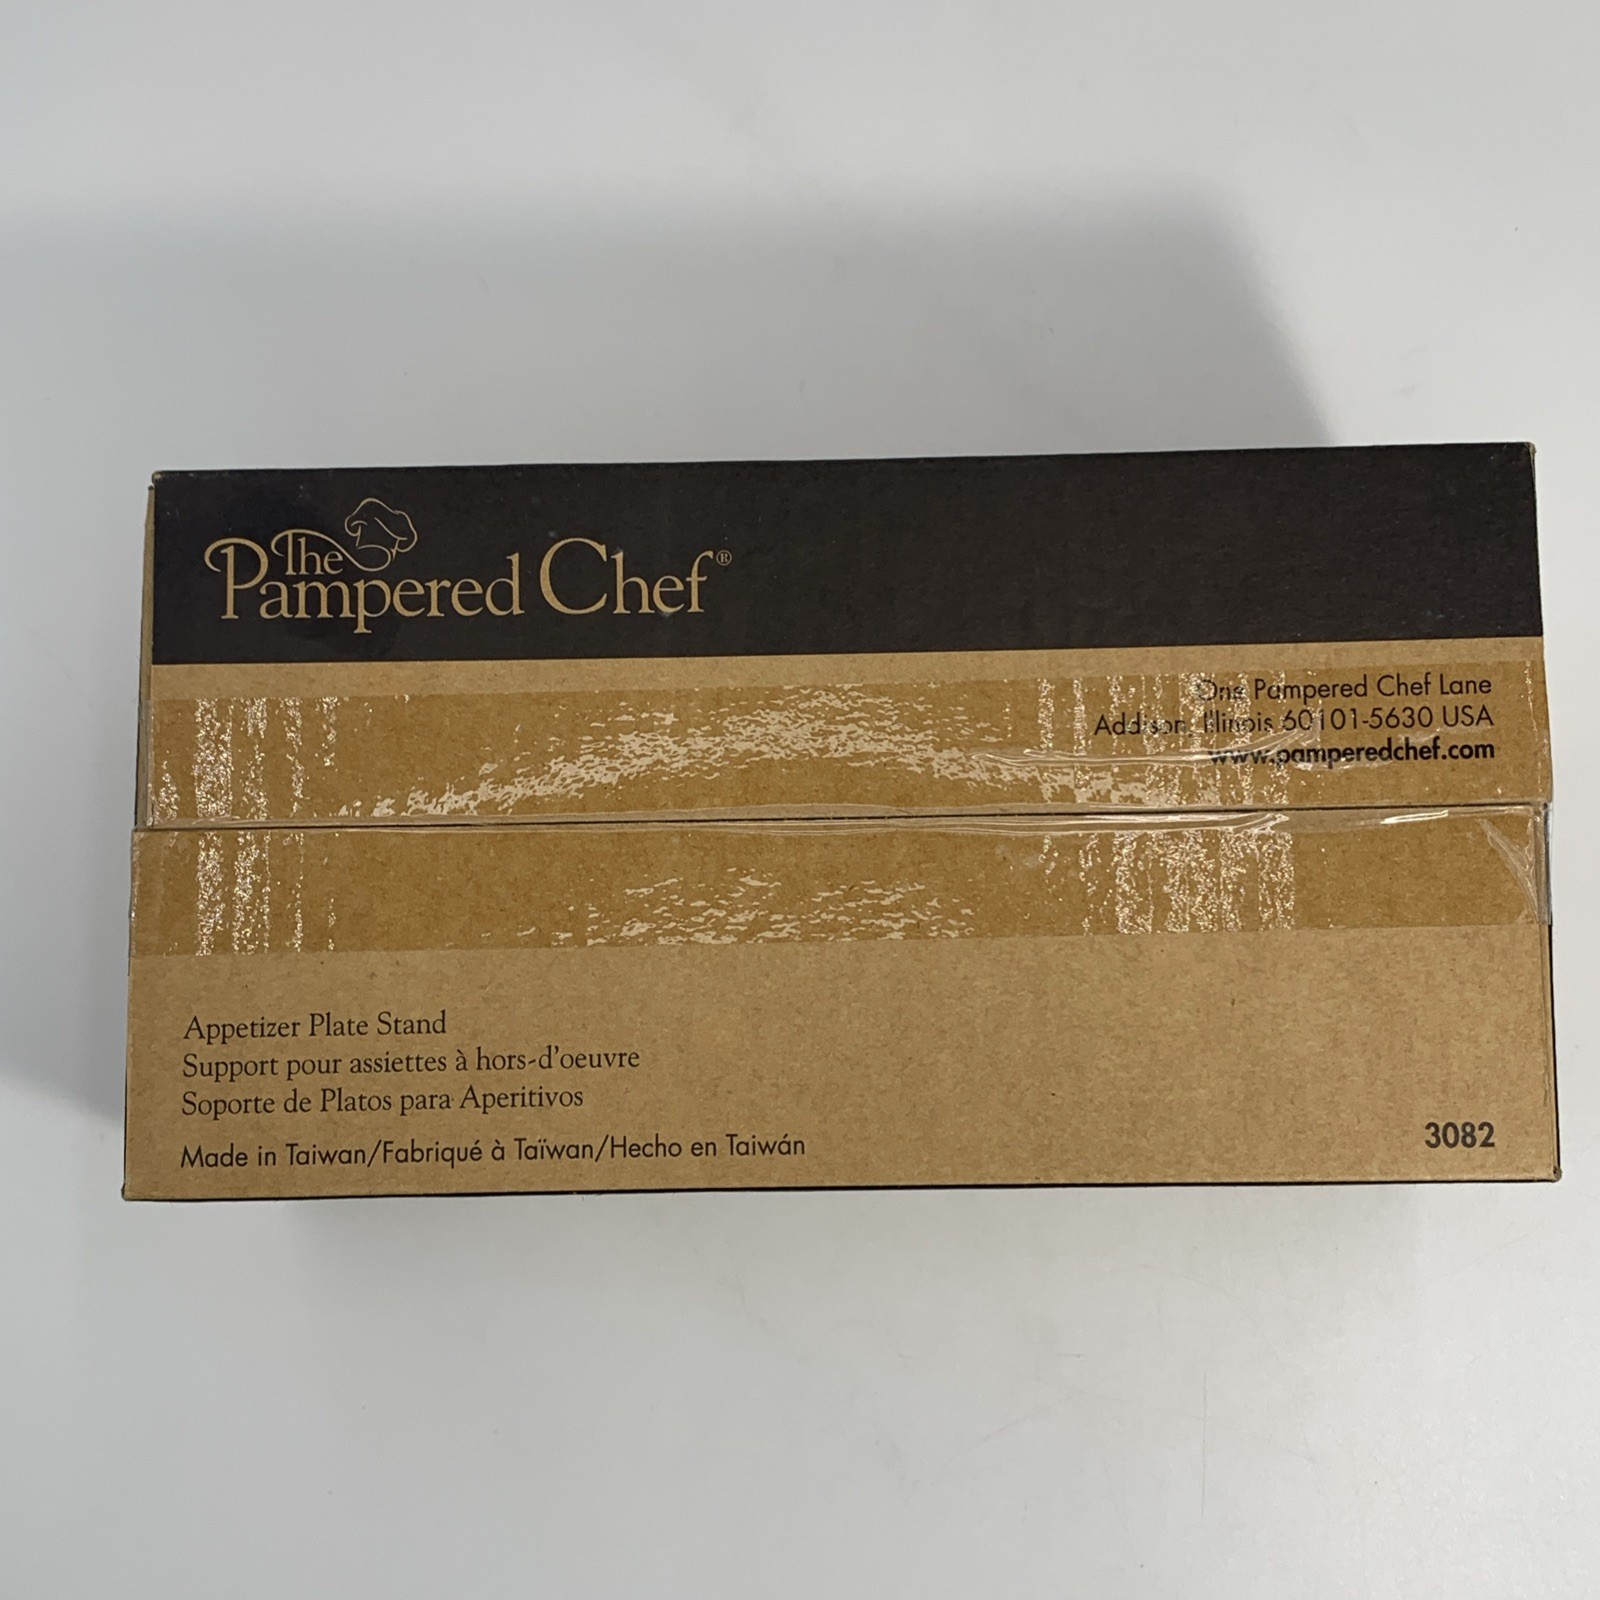 The
Pampered Chef®
One Pampered Chef Lane
Addison, Illinois 60101-5630 USA
www.pamperedchef.com
Appetizer Plate Stand
Support pour assiettes à hors-d'oeuvre
Soporte de Platos para Aperitivos
Made in Taiwan/Fabriqué à Taïwan/Hecho en Taiwán
3082